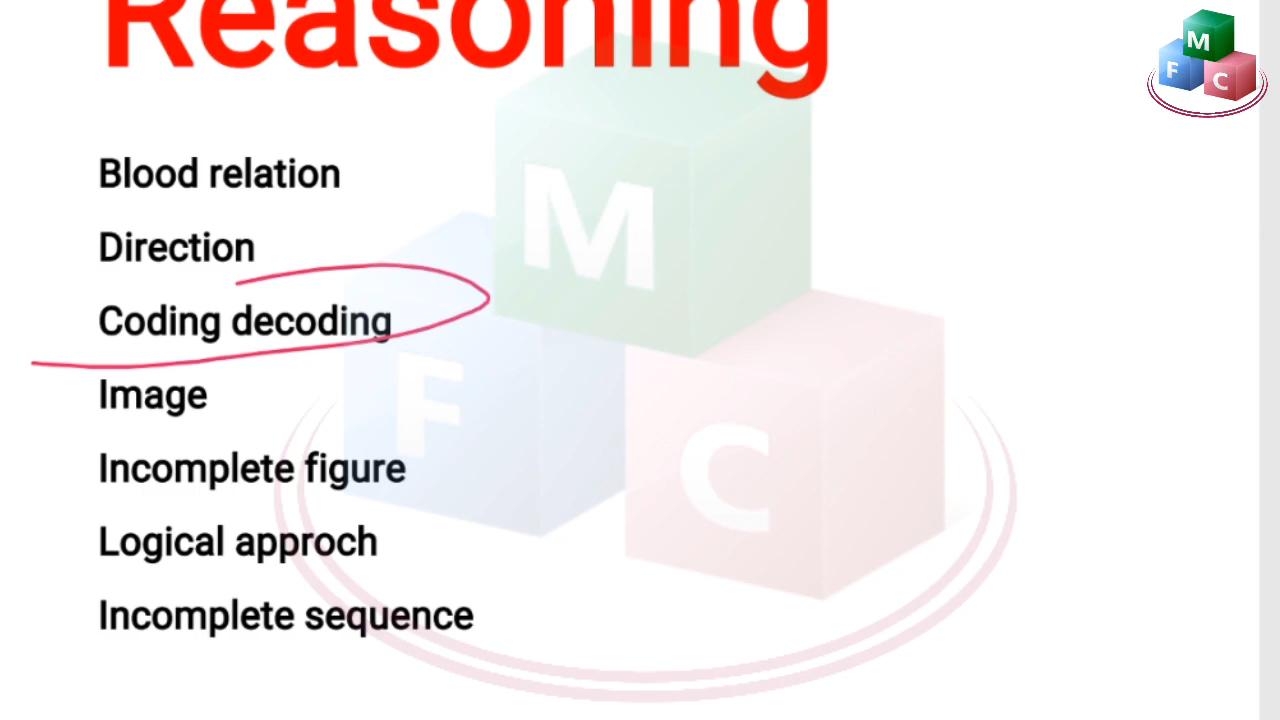 Reasoning
M
F C
Blood relation
Direction
Coding decoding
Image
Incomplete figure
Logical approch
Incomplete sequence
M
F
C